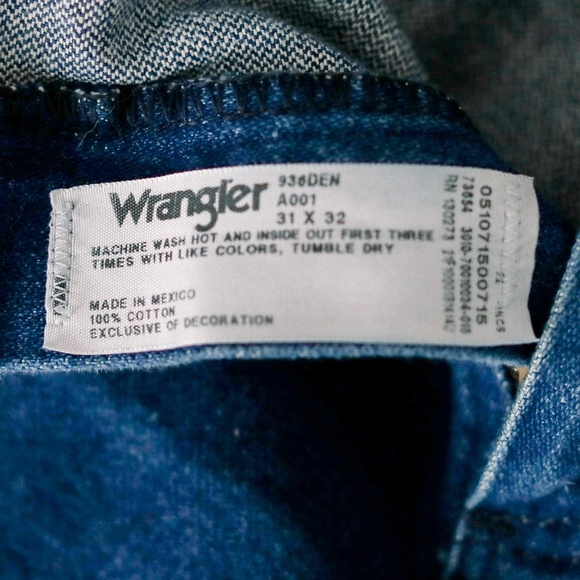 Wrangler
936DEN
A001
31 X 32
MACHINE WASH HOT AND INSIDE OUT FIRST THREE
TIMES WITH LIKE COLORS, TUMBLE DRY
MADE IN MEXICO
100% COTTON
EXCLUSIVE OF DECORATION
051071500715